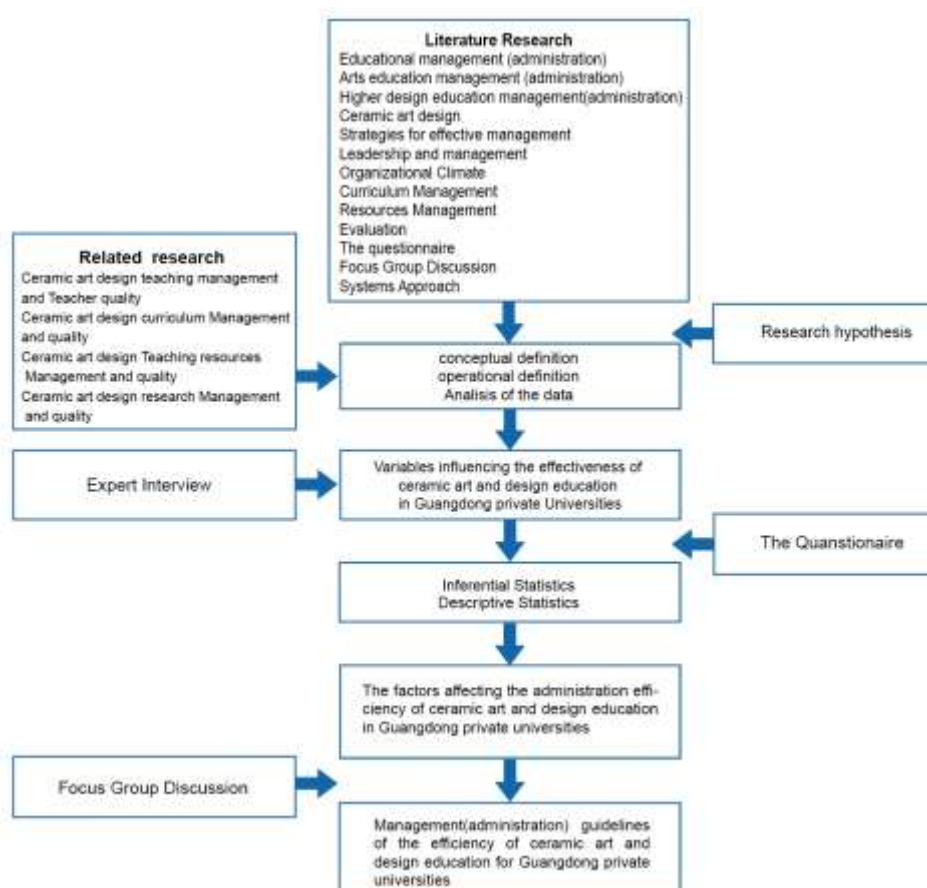 Literature Research
Educational management (administration)
Arts education management (administration)
Higher design education management(administration)
Ceramic art design
Strategies for effective management
Leadership and management
Organizational Climate
Curriculum Management
Resources Management
Evaluation
The questionnaire
Focus Group Discussion
Systems Approach
Related research
Ceramic art design teaching management
and Teacher quality
Ceramic art design curriculum Management
and quality
Ceramic art design Teaching resources
Management and quality
Ceramic art design research Management
and quality
Research hypothesis
conceptual definition
operational definition
Analisis of the data
Expert Interview
Variables influencing the effectiveness of
ceramic art and design education
in Guangdong private Universities
The Quanstionaire
Inferential Statistics
Descriptive Statistics
The factors affecting the administration effi-
ciency of ceramic art and design education
in Guangdong private universities
Focus Group Discussion
Management(administration) guidelines
of the efficiency of ceramic art and
design education for Guangdong private
universities